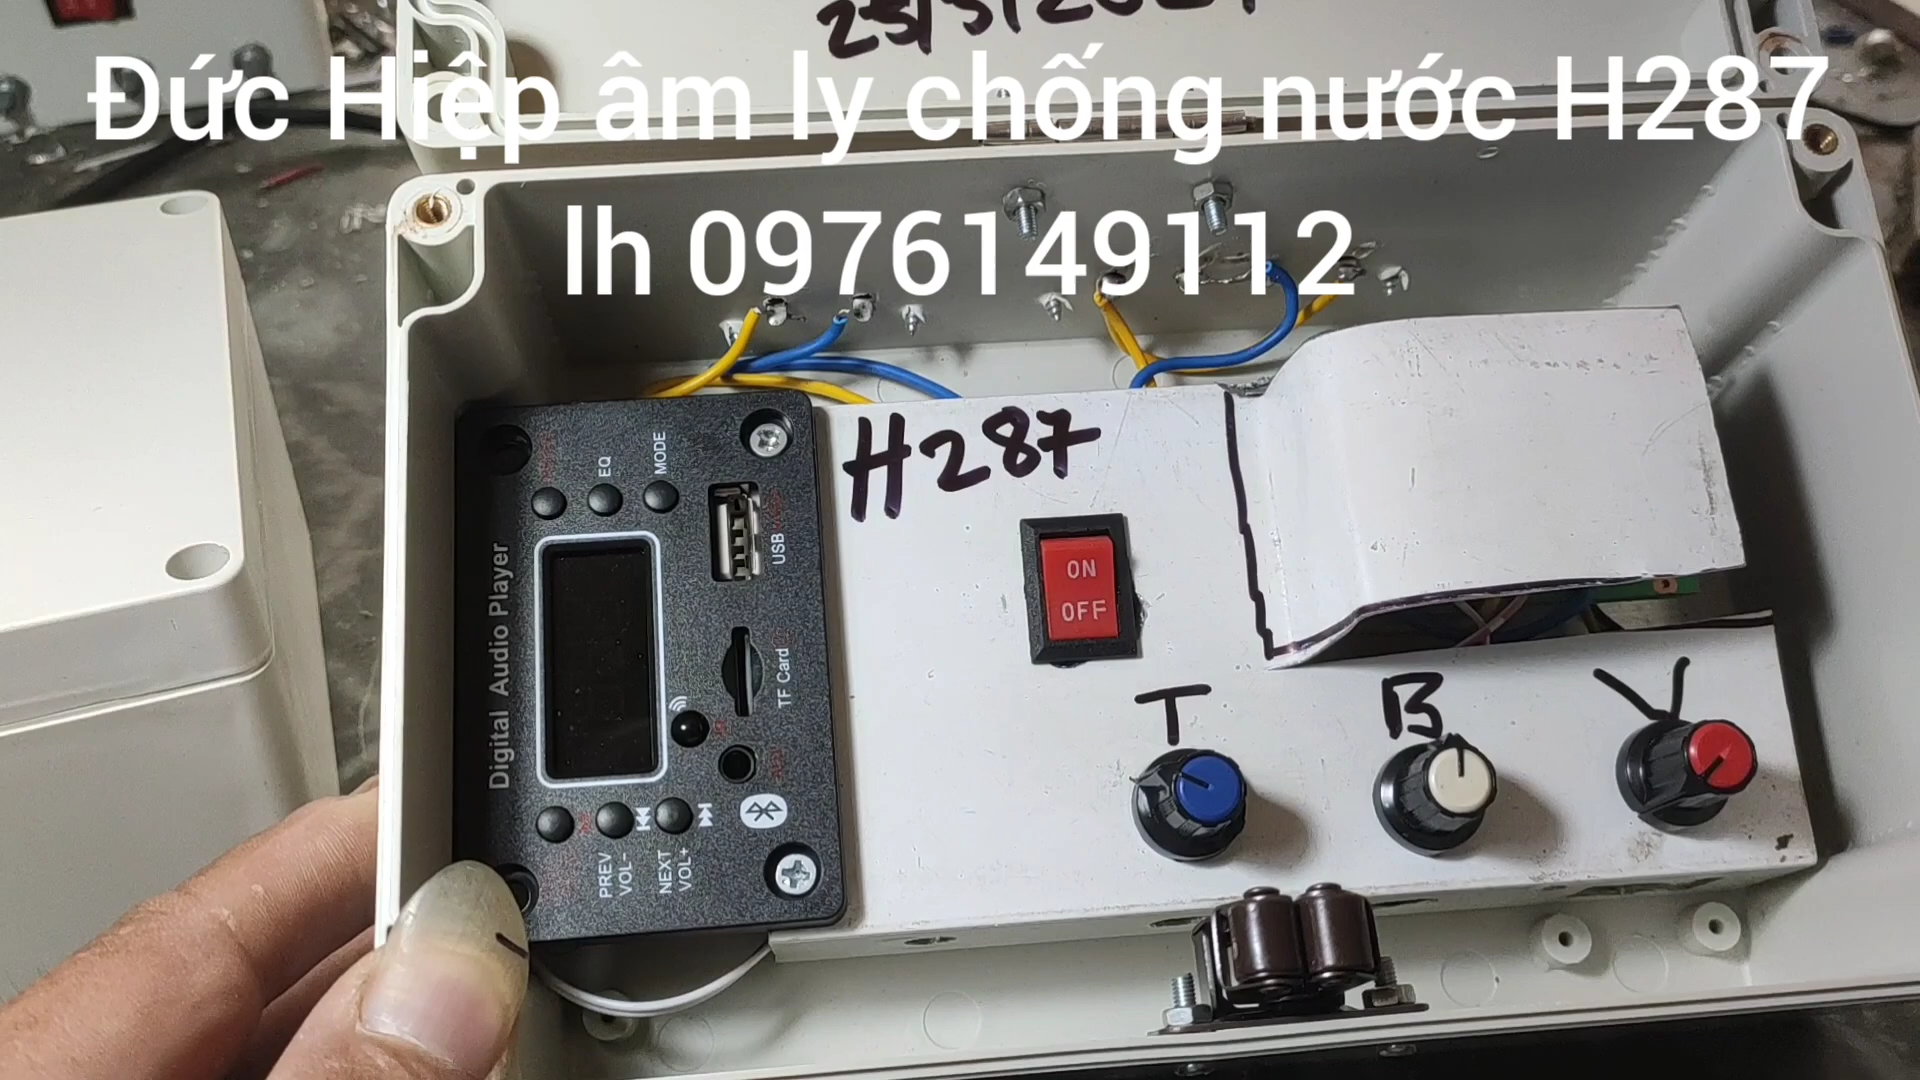 Đức Hiệp âm ly chống nước H287
lh 0976149112
H287
EQ
MODE
USB
Digital Audio Player
TF Card
PREV
VOL-
NEXT
VOL+
ON
OFF
T
B
V